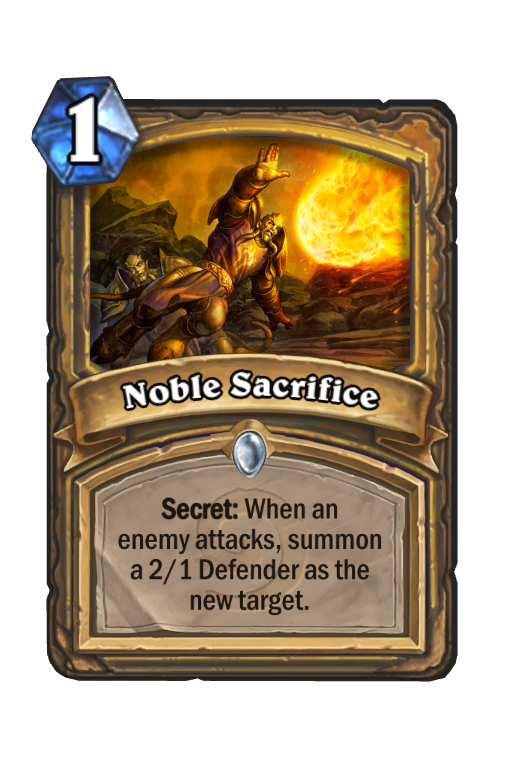 1
Noble Sacrifice
Secret: When an
enemy attacks, summon
a 2/1 Defender as the
new target.